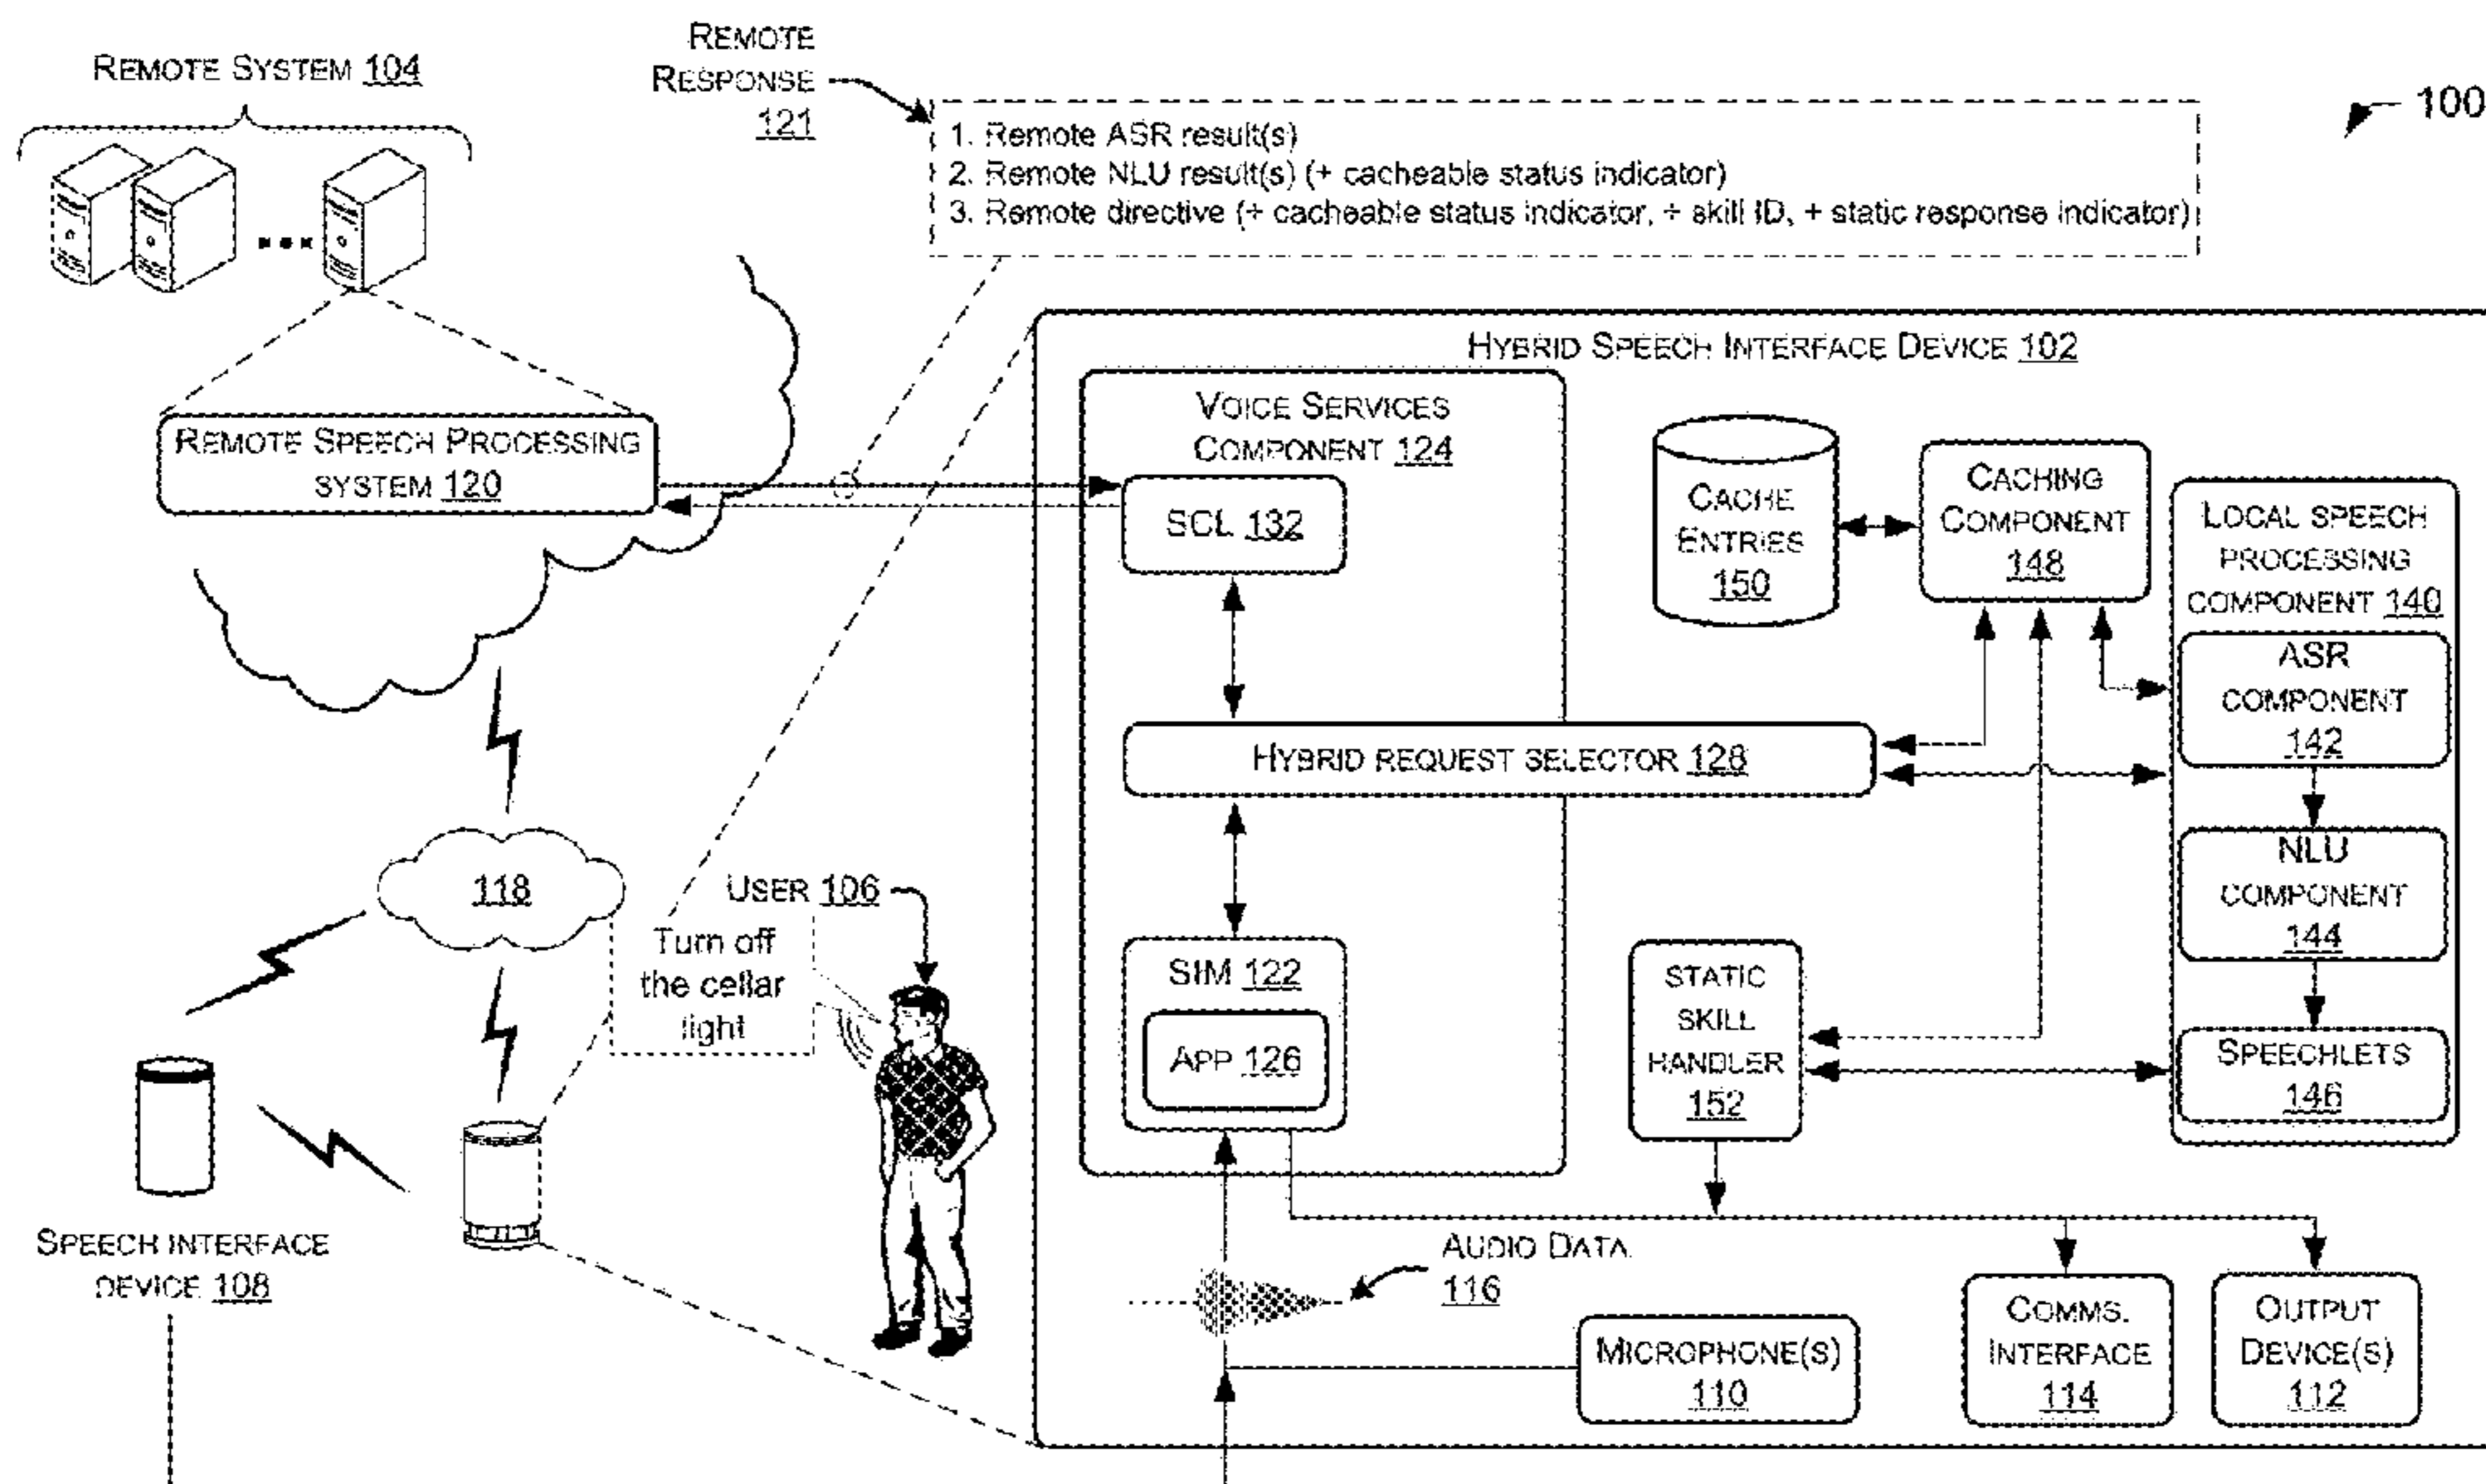 REMOTE SYSTEM 104
REMOTE
RESPONSE
121
1. Remote ASR result(s)
2. Remote NLU result(s) (+ cacheable status indicator)
3. Remote directive (+ cacheable status indicator, + skill ID, + static response indicator)
100
REMOTE SPEECH PROCESSING
SYSTEM 120
HYBRID SPEECH INTERFACE DEVICE 102
VOICE SERVICES
COMPONENT 124
SCL 132
HYBRID REQUEST SELECTOR 128
SIM 122
APP 126
CACHE
ENTRIES
150
CACHING
COMPONENT
148
LOCAL SPEECH
PROCESSING
COMPONENT 140
ASR
COMPONENT
142
NLU
COMPONENT
144
SPEECHLETS
146
STATIC
SKILL
HANDLER
152
118
USER 106
Turn off
the cellar
light
SPEECH INTERFACE
DEVICE 108
AUDIO DATA
116
MICROPHONE(S)
110
COMMS.
INTERFACE
114
OUTPUT
DEVICE(S)
112